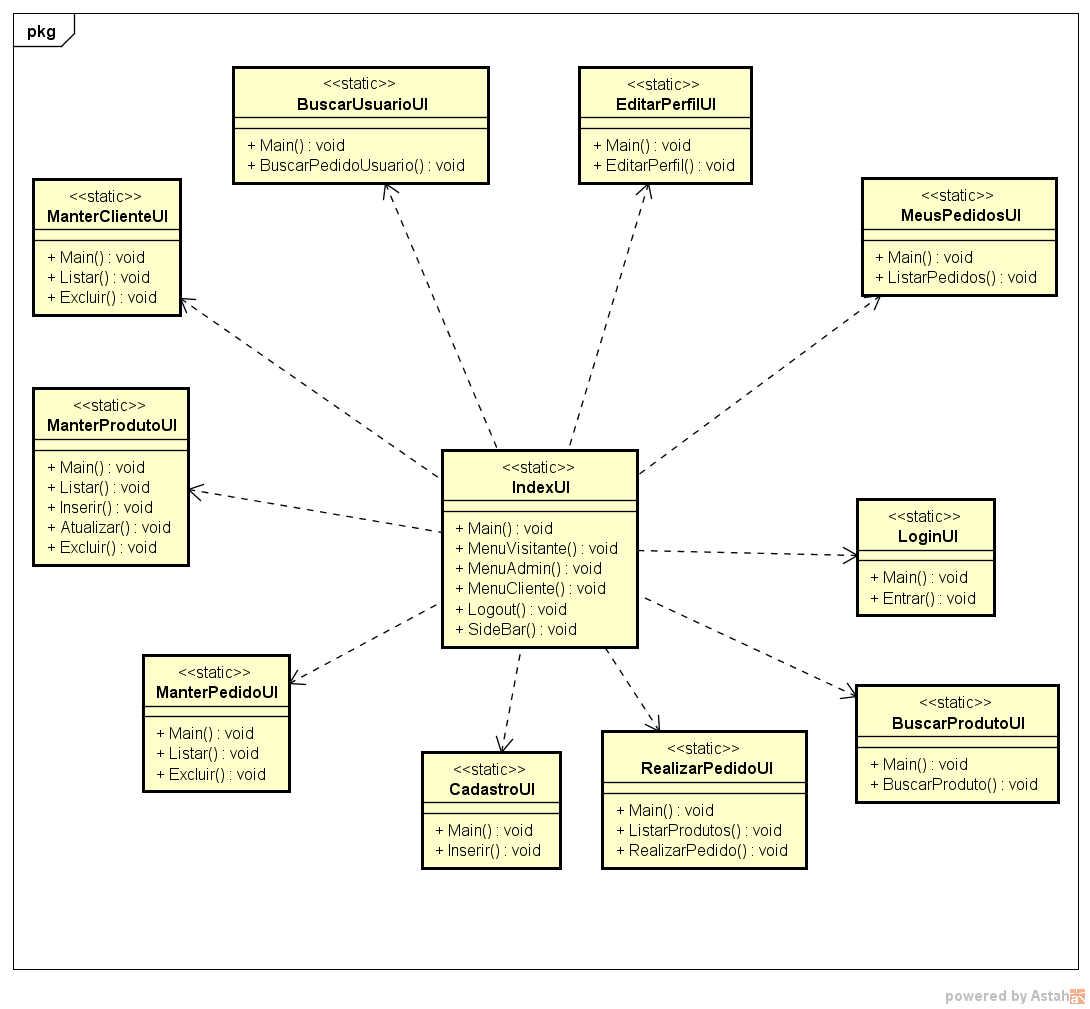 pkg
<<static>>
BuscarUsuarioUI
+ Main() : void
+ BuscarPedidoUsuario() : void
<<static>>
EditarPerfilUI
+ Main() : void
+ EditarPerfil() : void
<<static>>
ManterClienteUI
+ Main() : void
+ Listar() : void
+ Excluir() : void
<<static>>
MeusPedidosUI
+ Main() : void
+ ListarPedidos() : void
<<static>>
ManterProdutoUI
+ Main() : void
+ Listar() : void
+ Inserir() : void
+ Atualizar() : void
+ Excluir() : void
<<static>>
IndexUI
+ Main() : void
+ MenuVisitante() : void
+ MenuAdmin() : void
+ MenuCliente() : void
+ Logout() : void
+ SideBar() : void
<<static>>
LoginUI
+ Main() : void
+ Entrar() : void
<<static>>
ManterPedidoUI
+ Main() : void
+ Listar() : void
+ Excluir() : void
<<static>>
CadastroUI
+ Main() : void
+ Inserir() : void
<<static>>
RealizarPedidoUI
+ Main() : void
+ ListarProdutos() : void
+ RealizarPedido() : void
<<static>>
BuscarProdutoUI
+ Main() : void
+ BuscarProduto() : void
powered by Astah